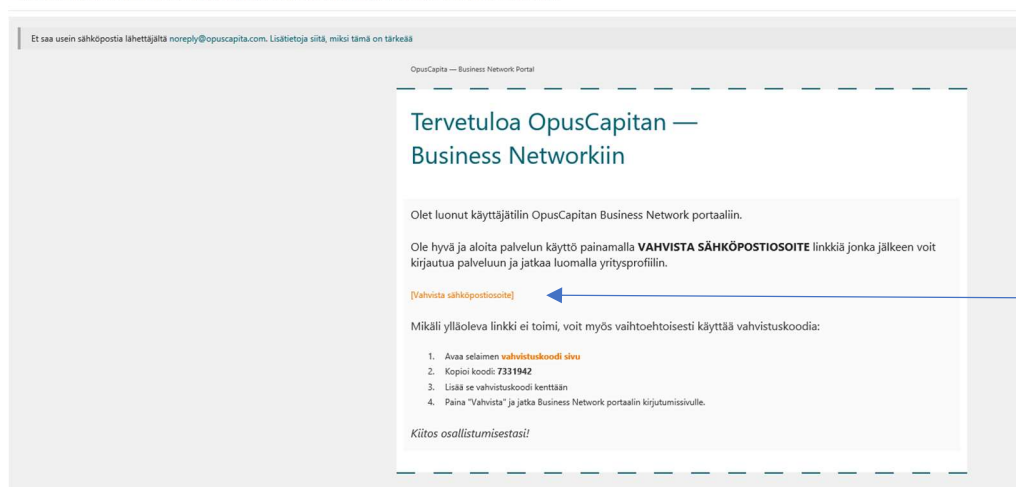 Et saa usein sähköpostia lähettäjältä noreply@opuscapita.com. Lisätietoja siitä, miksi tämä on tärkeää
OpusCapita — Business Network Portal
Tervetuloa OpusCapitan —
Business Networkiin
Olet luonut käyttäjätilin OpusCapitan Business Network portaaliin.
Ole hyvä ja aloita palvelun käyttö painamalla VAHVISTA SÄHKÖPOSTIOSOITE linkkiä jonka jälkeen voit
kirjautua palveluun ja jatkaa luomalla yritysprofiilin.
[Vahvista sähköpostiosoite]
Mikäli ylläoleva linkki ei toimi, voit myös vaihtoehtoisesti käyttää vahvistuskoodia:
1. Avaa selaimen vahvistuskoodi sivu
2. Kopioi koodi: 7331942
3. Lisää se vahvistuskoodi kenttään
4. Paina "Vahvista" ja jatka Business Network portaalin kirjutumissivulle.
Kiitos osallistumisestasi!